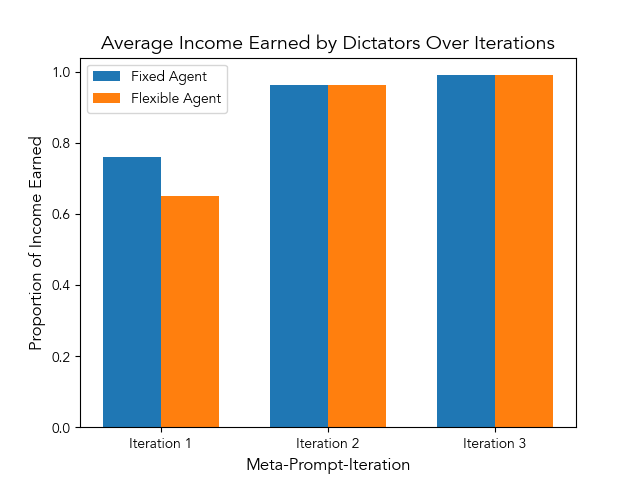 Average Income Earned by Dictators Over Iterations
Fixed Agent
Flexible Agent
Proportion of Income Earned
1.0
0.8
0.6
0.4
0.2
0.0
Iteration 1
Iteration 2
Iteration 3
Meta-Prompt-Iteration